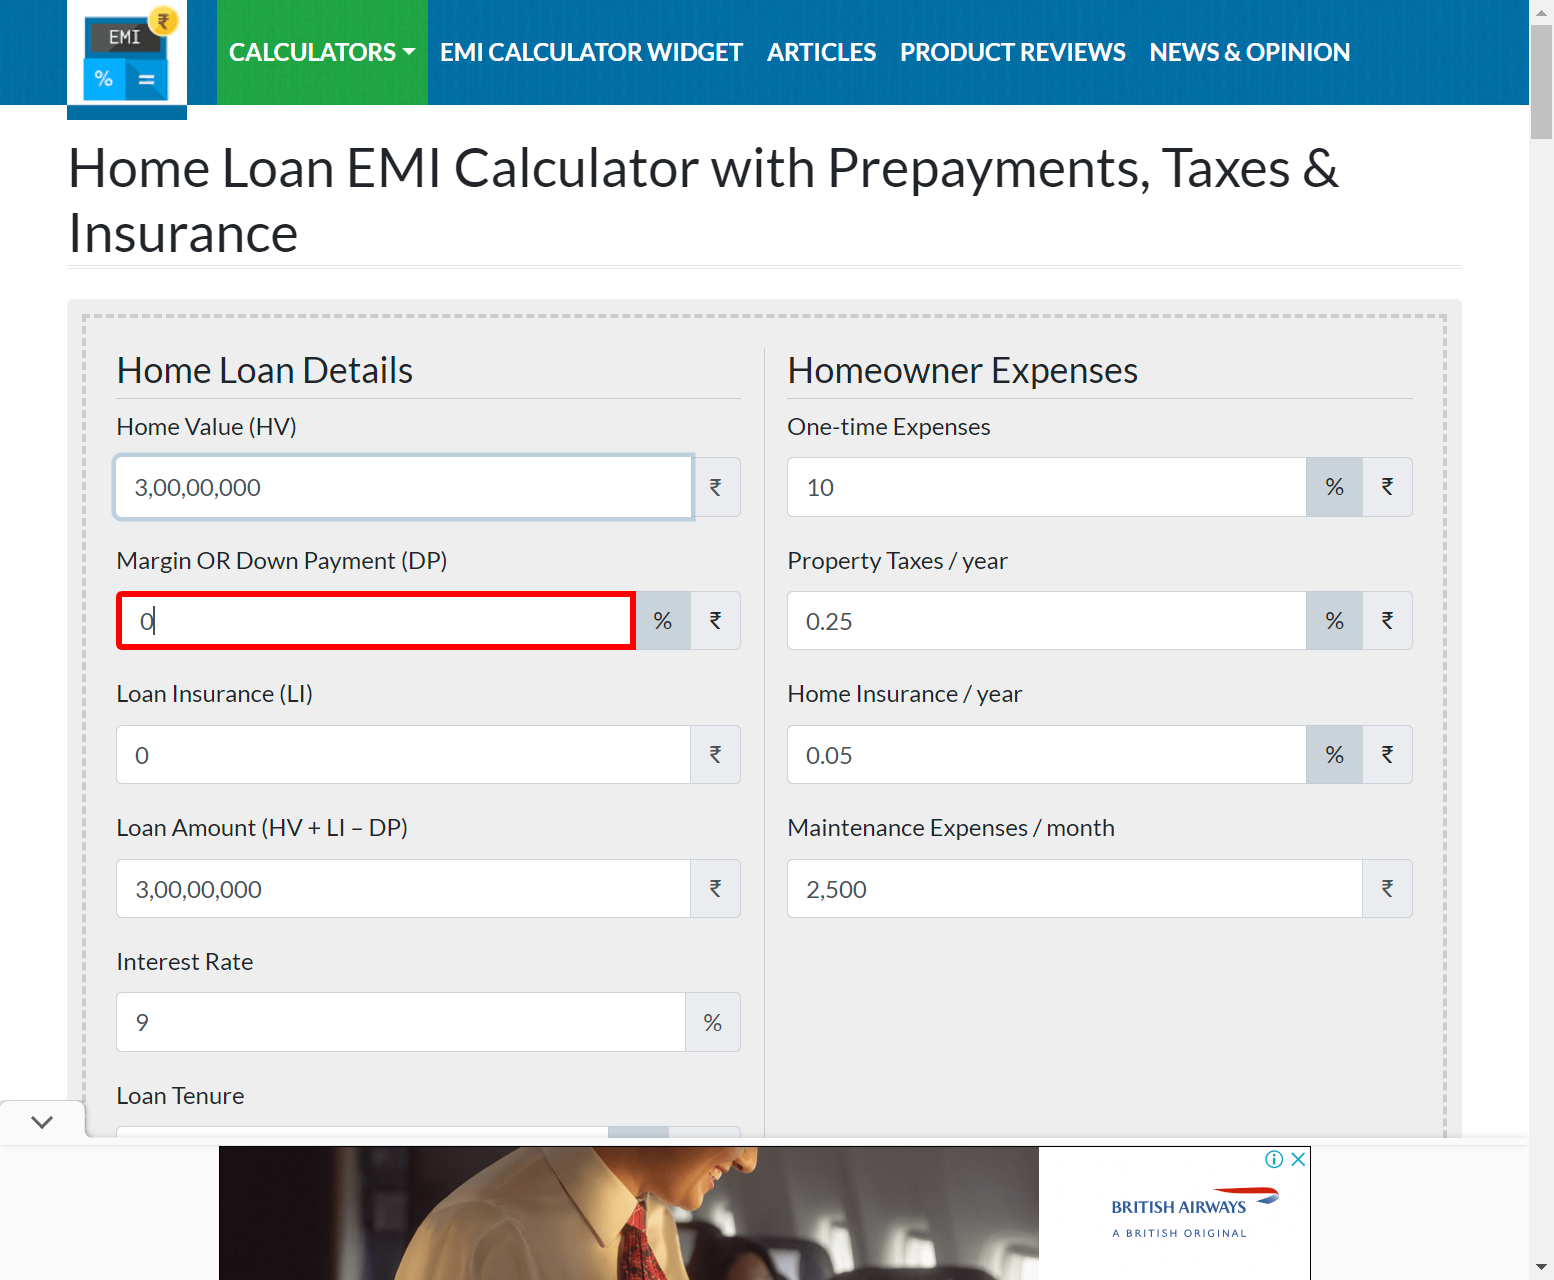 EMI
₹
%
=
CALCULATORS
EMI CALCULATOR WIDGET
ARTICLES
PRODUCT REVIEWS
NEWS & OPINION
Home Loan EMI Calculator with Prepayments, Taxes &
Insurance
Home Loan Details
Home Value (HV)
3,00,00,000 ₹
Margin OR Down Payment (DP)
0 % ₹
Loan Insurance (LI)
0 ₹
Loan Amount (HV + LI – DP)
3,00,00,000 ₹
Interest Rate
9 %
Loan Tenure
Homeowner Expenses
One-time Expenses
10 % ₹
Property Taxes / year
0.25 % ₹
Home Insurance / year
0.05 % ₹
Maintenance Expenses / month
2,500 ₹
BRITISH AIRWAYS
A BRITISH ORIGINAL